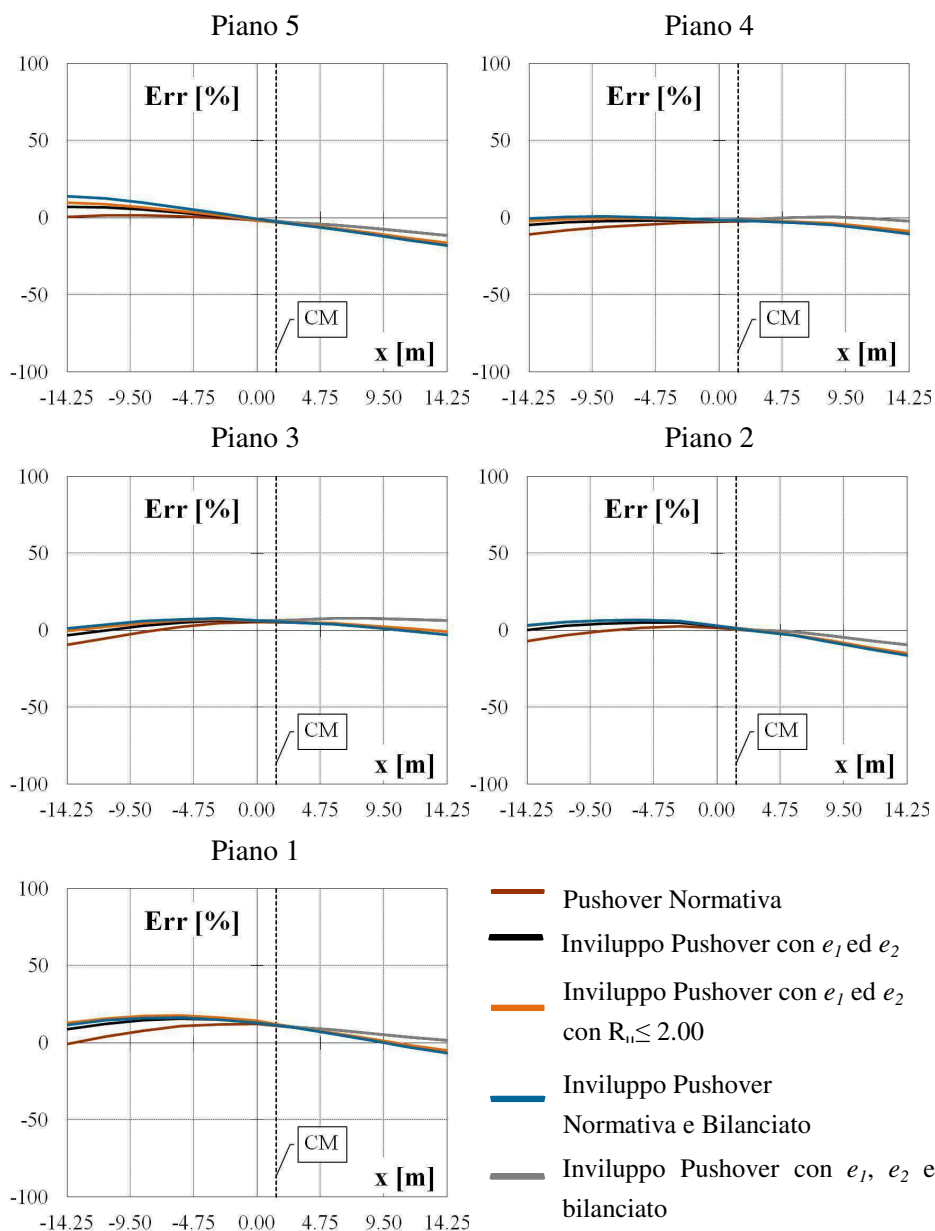 Piano 5
Piano 4
100
50
0
-50
-100
Err [%]
CM
x [m]
-14.25 -9.50 -4.75 0.00 4.75 9.50 14.25
100
50
0
-50
-100
Err [%]
CM
x [m]
-14.25 -9.50 -4.75 0.00 4.75 9.50 14.25
Piano 3
Piano 2
100
50
0
-50
-100
Err [%]
CM
x [m]
-14.25 -9.50 -4.75 0.00 4.75 9.50 14.25
100
50
0
-50
-100
Err [%]
CM
x [m]
-14.25 -9.50 -4.75 0.00 4.75 9.50 14.25
Piano 1
100
50
0
-50
-100
Err [%]
CM
x [m]
-14.25 -9.50 -4.75 0.00 4.75 9.50 14.25
Pushover Normativa
Inviluppo Pushover con e1 ed e2
Inviluppo Pushover con e1 ed e2
con Rμ≤ 2.00
Inviluppo Pushover
Normativa e Bilanciato
Inviluppo Pushover con e1, e2 e
bilanciato